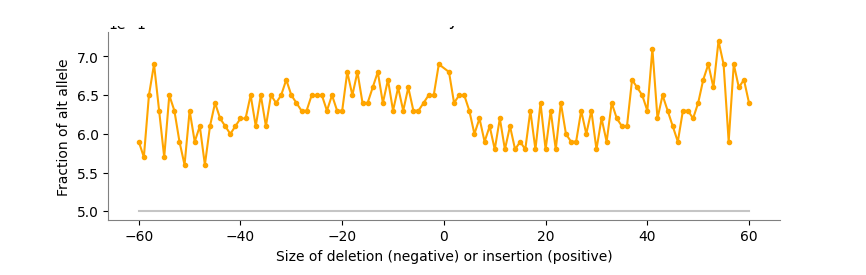 7.0
6.5
6.0
5.5
5.0
Fraction of alt allele
−60 −40 −20 0 20 40 60
Size of deletion (negative) or insertion (positive)